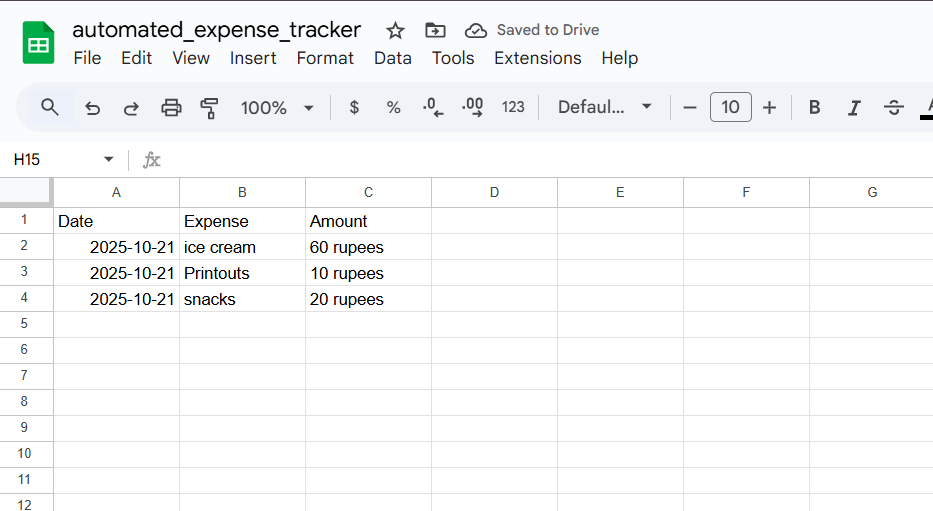 automated_expense_tracker Saved to Drive
File Edit View Insert Format Data Tools Extensions Help
100% $ % .0 .00 123 Defaul... 10 B I S A
H15 fx
A B C D E F G
1 Date Expense Amount
2 2025-10-21 ice cream 60 rupees
3 2025-10-21 Printouts 10 rupees
4 2025-10-21 snacks 20 rupees
5
6
7
8
9
10
11
12